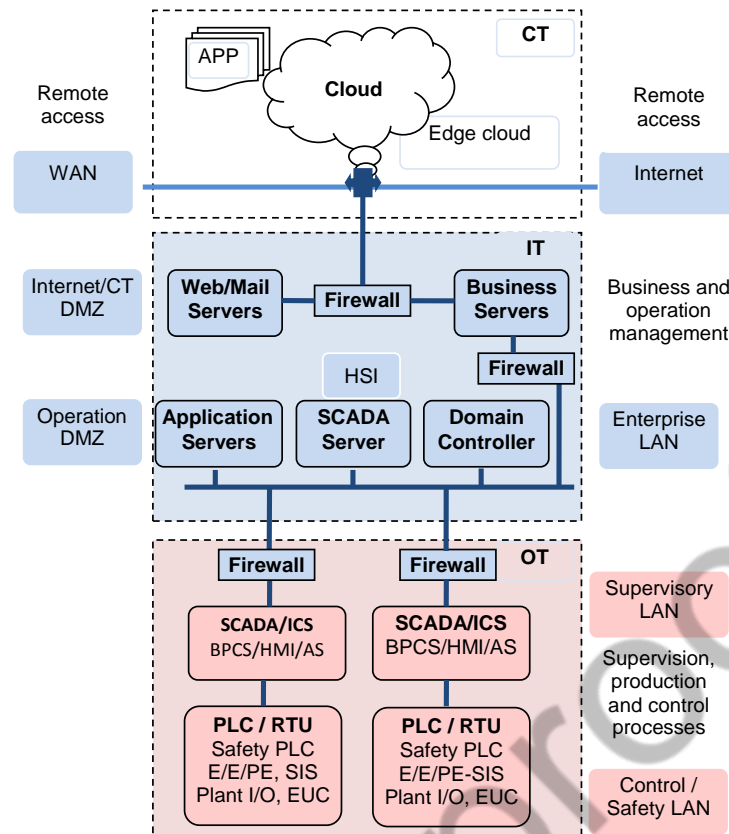 CT
APP
Cloud
Remote
access
Remote
access
Edge cloud
WAN
Internet
IT
Internet/CT
DMZ
Web/Mail
Servers
Firewall
Business
Servers
Business and
operation
management
Firewall
HSI
Operation
DMZ
Application
Servers
SCADA
Server
Domain
Controller
Enterprise
LAN
Firewall
Firewall
OT
SCADA/ICS
BPCS/HMI/AS
SCADA/ICS
BPCS/HMI/AS
Supervisory
LAN
Supervision,
production
and control
processes
PLC / RTU
Safety PLC
E/E/PE, SIS
Plant I/O, EUC
PLC / RTU
Safety PLC
E/E/PE-SIS
Plant I/O, EUC
Control /
Safety LAN